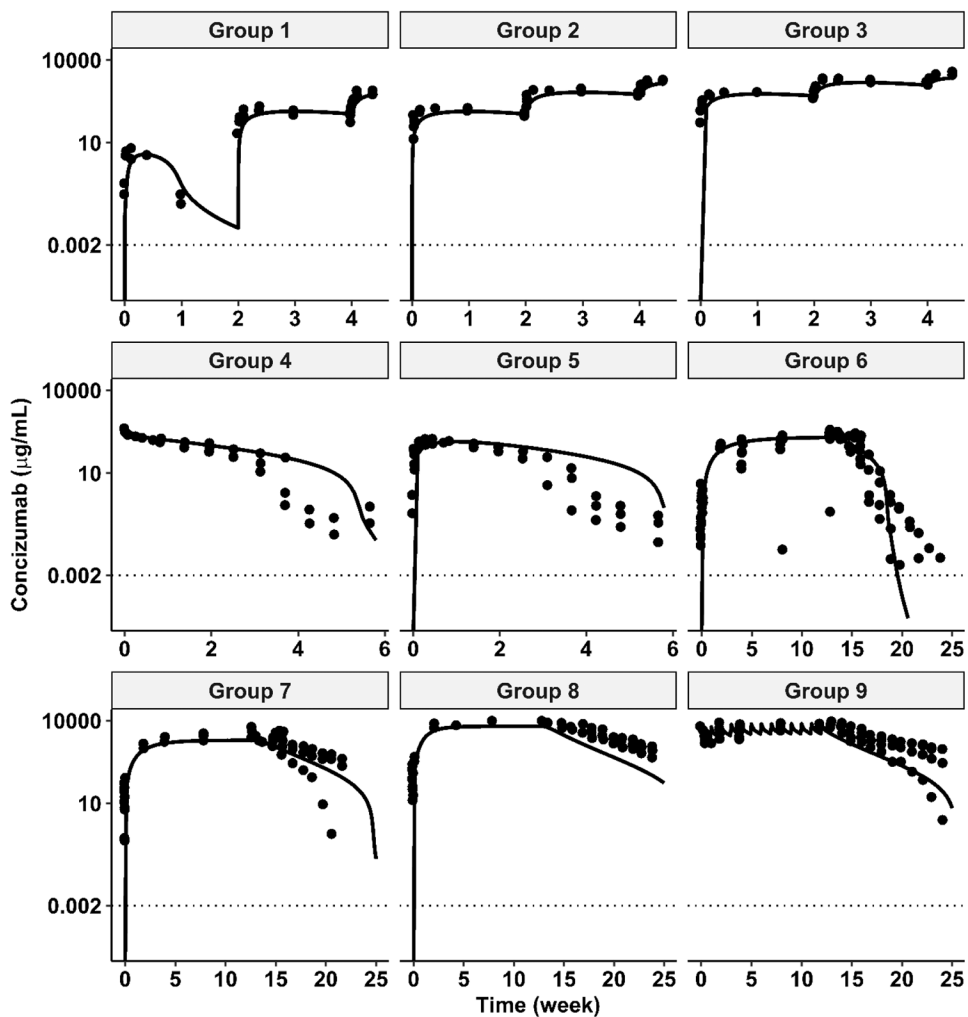 Group 1 Group 2 Group 3
10000
10
0.002
0 1 2 3 4 0 1 2 3 4 0 1 2 3 4
Group 4 Group 5 Group 6
10000
10
0.002
0 2 4 6 0 2 4 6 0 5 10 15 20 25
Group 7 Group 8 Group 9
10000
10
0.002
0 5 10 15 20 25 0 5 10 15 20 25 0 5 10 15 20 25
Concizumab (μg/mL)
Time (week)